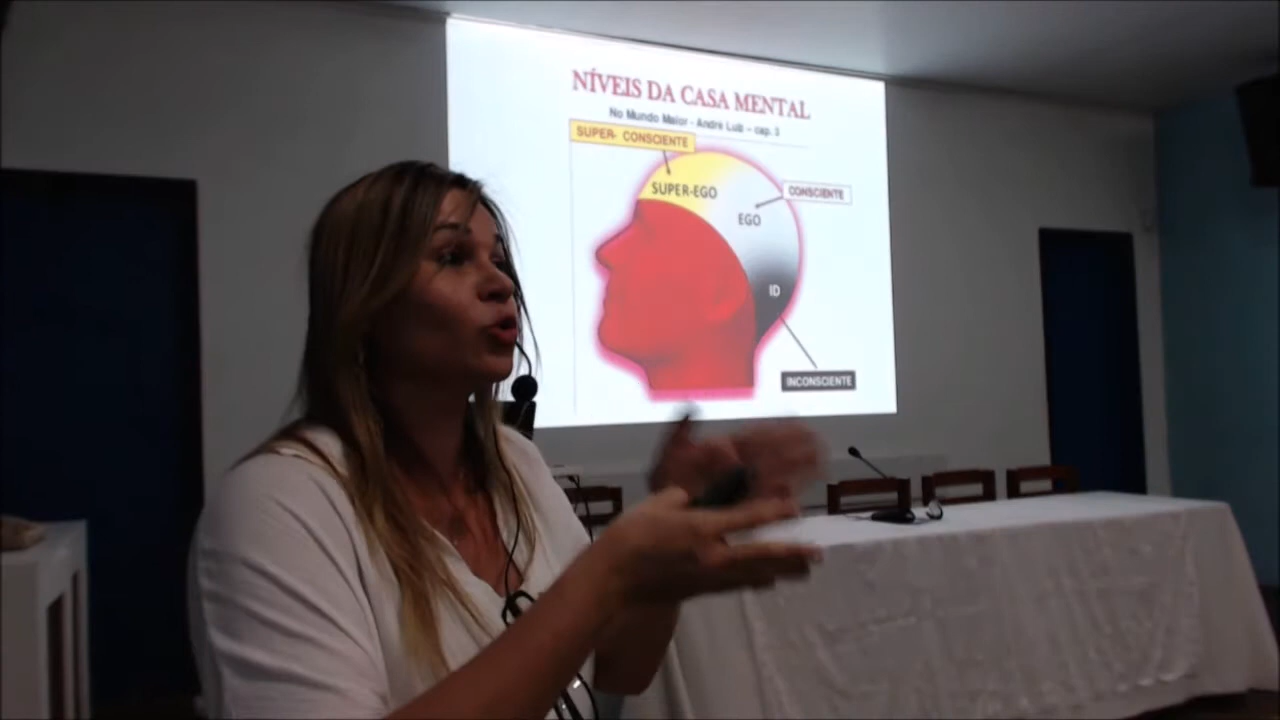 NÍVEIS DA CASA MENTAL
No Mundo Maior - André Luiz – cap. 3
SUPER- CONSCIENTE
SUPER-EGO
CONSCIENTE
EGO
ID
INCONSCIENTE